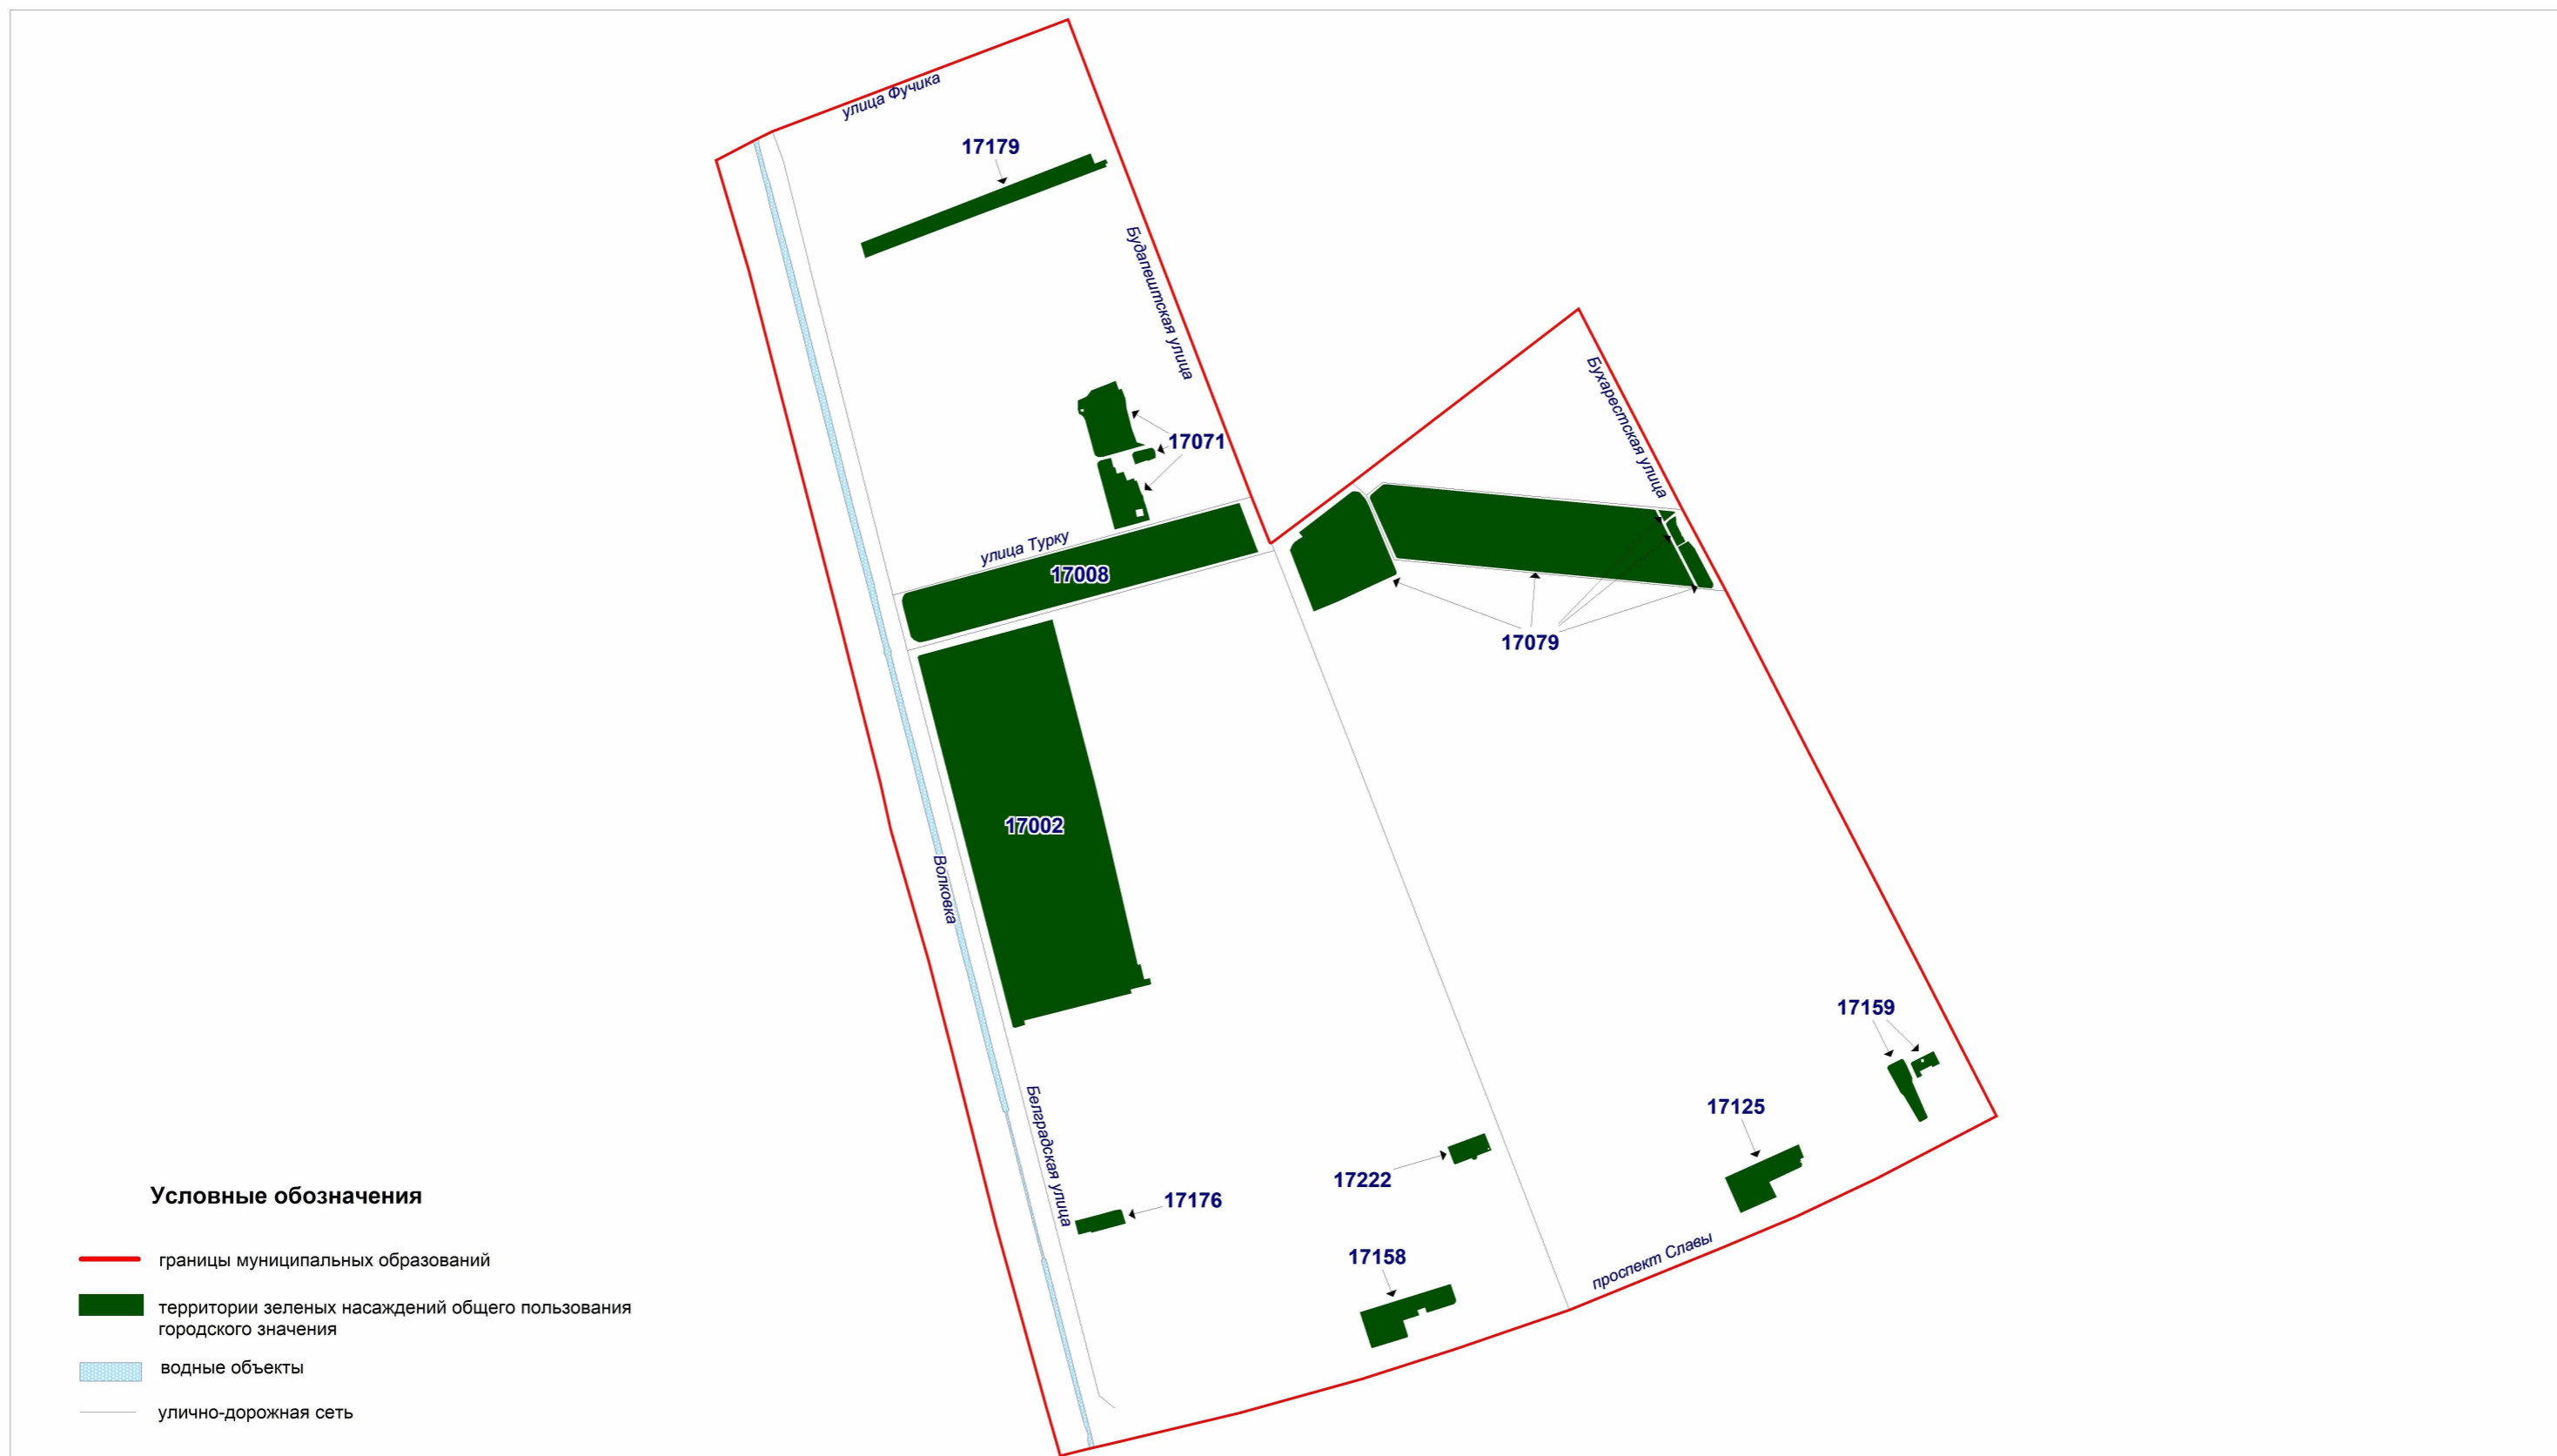 улица Фучика
17179
Будапештская улица
Бухарестская улица
17071
улица Турку
17008
17079
17002
Волковка
17159
Белградская улица
17125
17222
17176
17158
проспект Славы
Условные обозначения
границы муниципальных образований
территории зеленых насаждений общего пользования
городского значения
водные объекты
улично-дорожная сеть